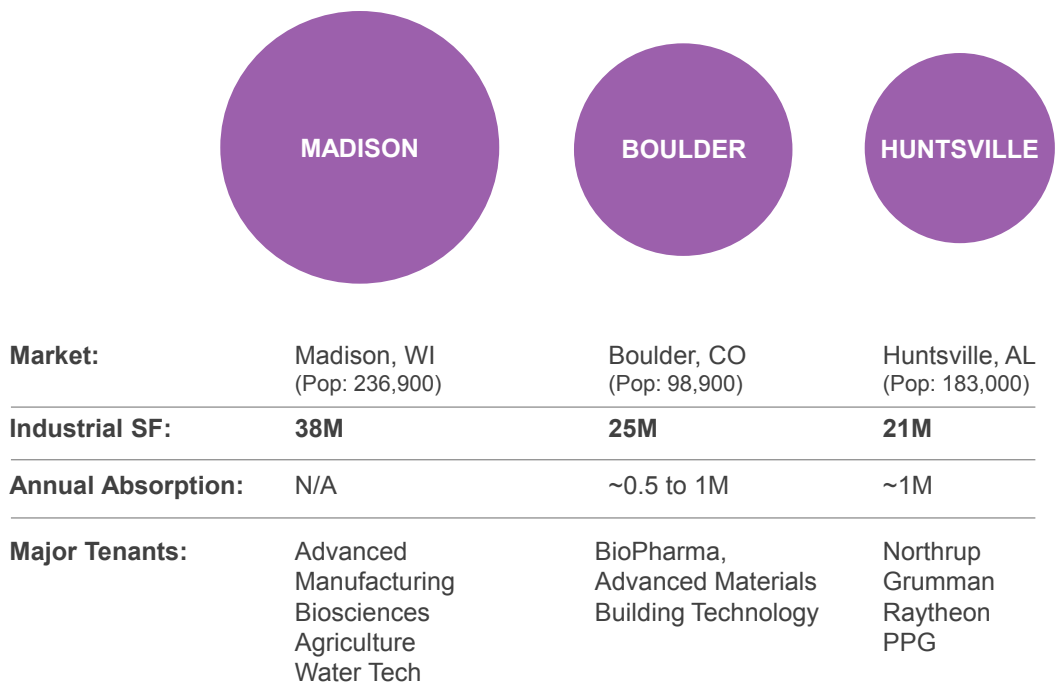 MADISON BOULDER HUNTSVILLE
Market: Madison, WI Boulder, CO Huntsville, AL
(Pop: 236,900) (Pop: 98,900) (Pop: 183,000)
Industrial SF: 38M 25M 21M
Annual Absorption: N/A ~0.5 to 1M ~1M
Major Tenants: Advanced BioPharma, Northrup
Manufacturing Advanced Materials Grumman
Biosciences Building Technology Raytheon
Agriculture PPG
Water Tech